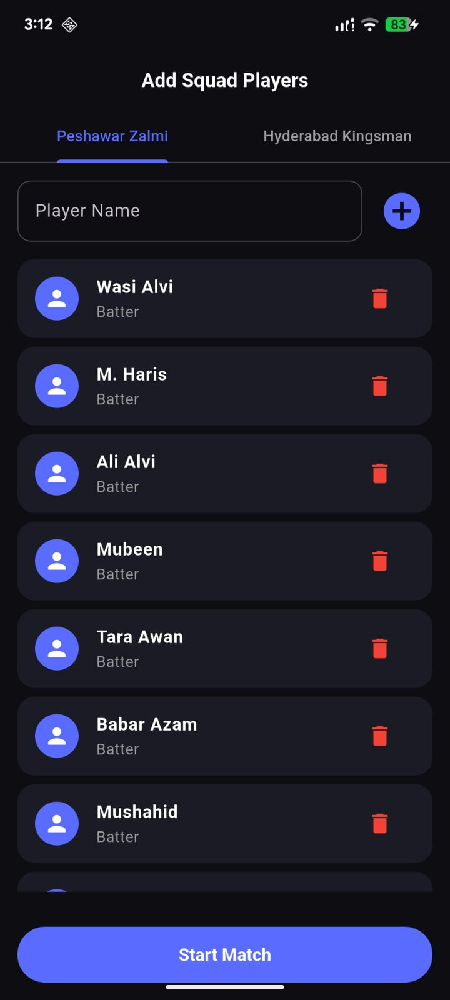 3:12
83
Add Squad Players
Peshawar Zalmi
Hyderabad Kingsman
Player Name
Wasi Alvi
Batter
M. Haris
Batter
Ali Alvi
Batter
Mubeen
Batter
Tara Awan
Batter
Babar Azam
Batter
Mushahid
Batter
Start Match